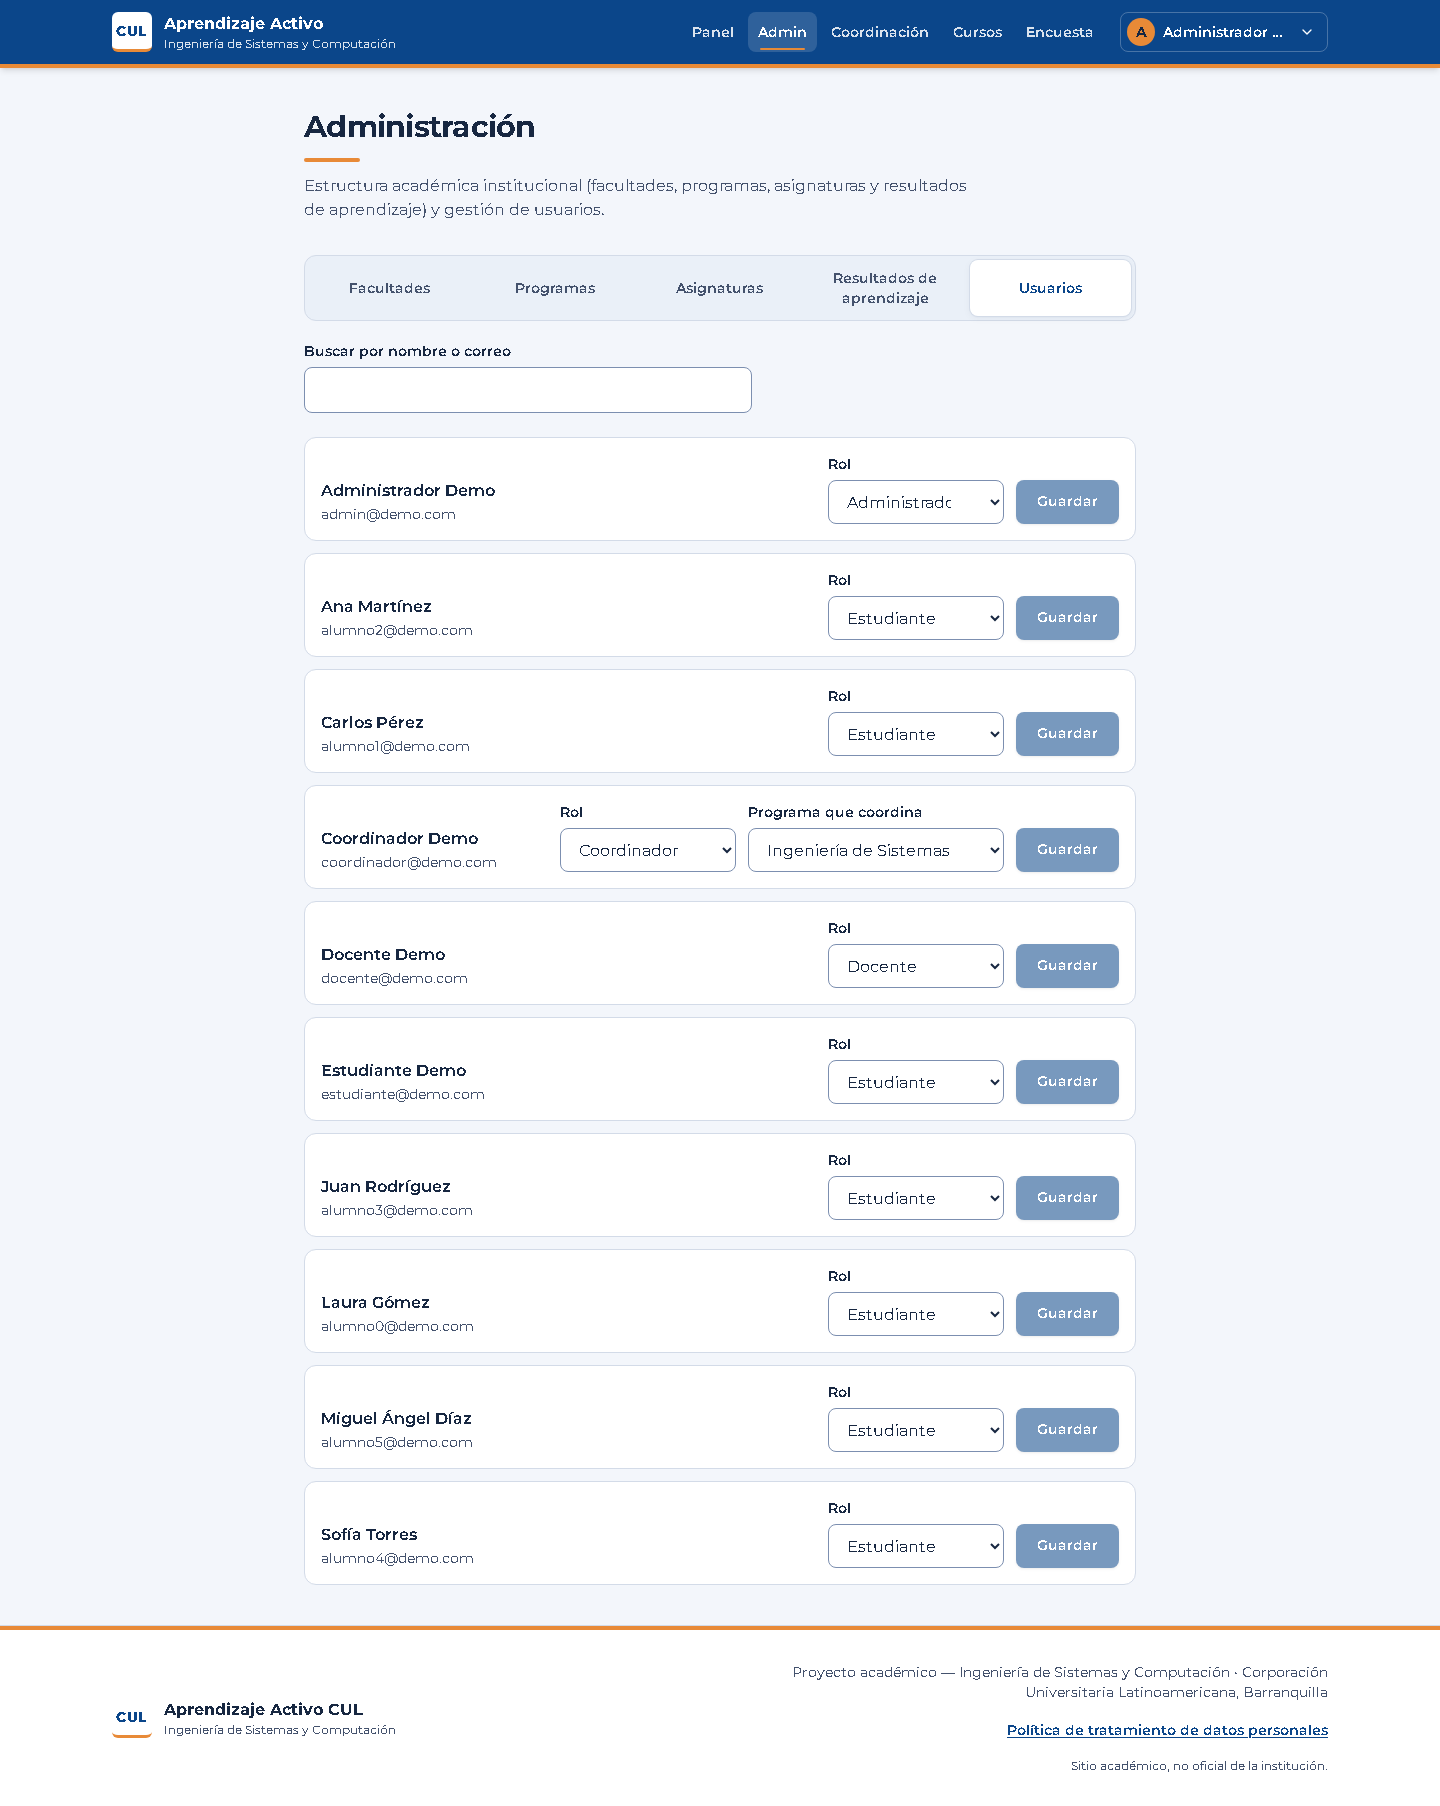 CUL
Aprendizaje Activo
Ingeniería de Sistemas y Computación
Panel
Admin
Coordinación
Cursos
Encuesta
A
Administrador ...
Administración
Estructura académica institucional (facultades, programas, asignaturas y resultados
de aprendizaje) y gestión de usuarios.
Facultades
Programas
Asignaturas
Resultados de
aprendizaje
Usuarios
Buscar por nombre o correo
Administrador Demo
admin@demo.com
Rol
Administrado
Guardar
Ana Martínez
alumno2@demo.com
Rol
Estudiante
Guardar
Carlos Pérez
alumno1@demo.com
Rol
Estudiante
Guardar
Coordinador Demo
coordinador@demo.com
Rol
Coordinador
Programa que coordina
Ingeniería de Sistemas
Guardar
Docente Demo
docente@demo.com
Rol
Docente
Guardar
Estudiante Demo
estudiante@demo.com
Rol
Estudiante
Guardar
Juan Rodríguez
alumno3@demo.com
Rol
Estudiante
Guardar
Laura Gómez
alumno0@demo.com
Rol
Estudiante
Guardar
Miguel Ángel Díaz
alumno5@demo.com
Rol
Estudiante
Guardar
Sofía Torres
alumno4@demo.com
Rol
Estudiante
Guardar
CUL
Aprendizaje Activo CUL
Ingeniería de Sistemas y Computación
Proyecto académico — Ingeniería de Sistemas y Computación · Corporación
Universitaria Latinoamericana, Barranquilla
Política de tratamiento de datos personales
Sitio académico, no oficial de la institución.